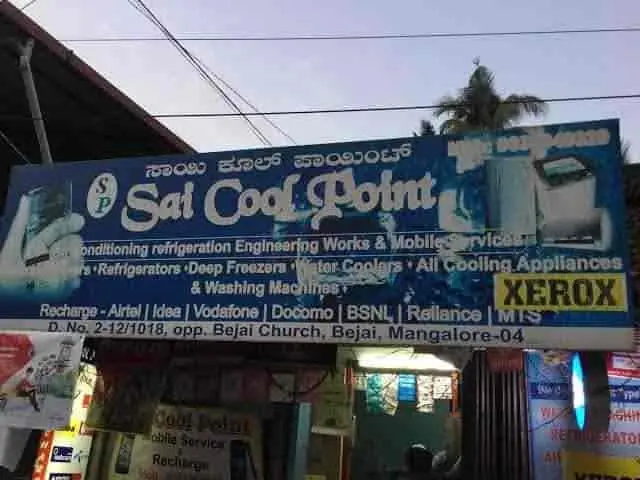 ಸಾಯಿ ಕೂಲ್ ಪಾಯಿಂಟ್
SP
Sai Cool Point
conditioning refrigeration Engineering Works & Mobile Services
Refrigerators • Deep Freezers • Water Coolers • All Cooling Appliances
& Washing Machines •
XEROX
Recharge - Airtel | Idea | Vodafone | Docomo | BSNL | Reliance | MTS
D. No. 2-12/1018, opp. Bejai Church, Bejai, Mangalore-04
Cool Point
Mobile Service
&
Recharge